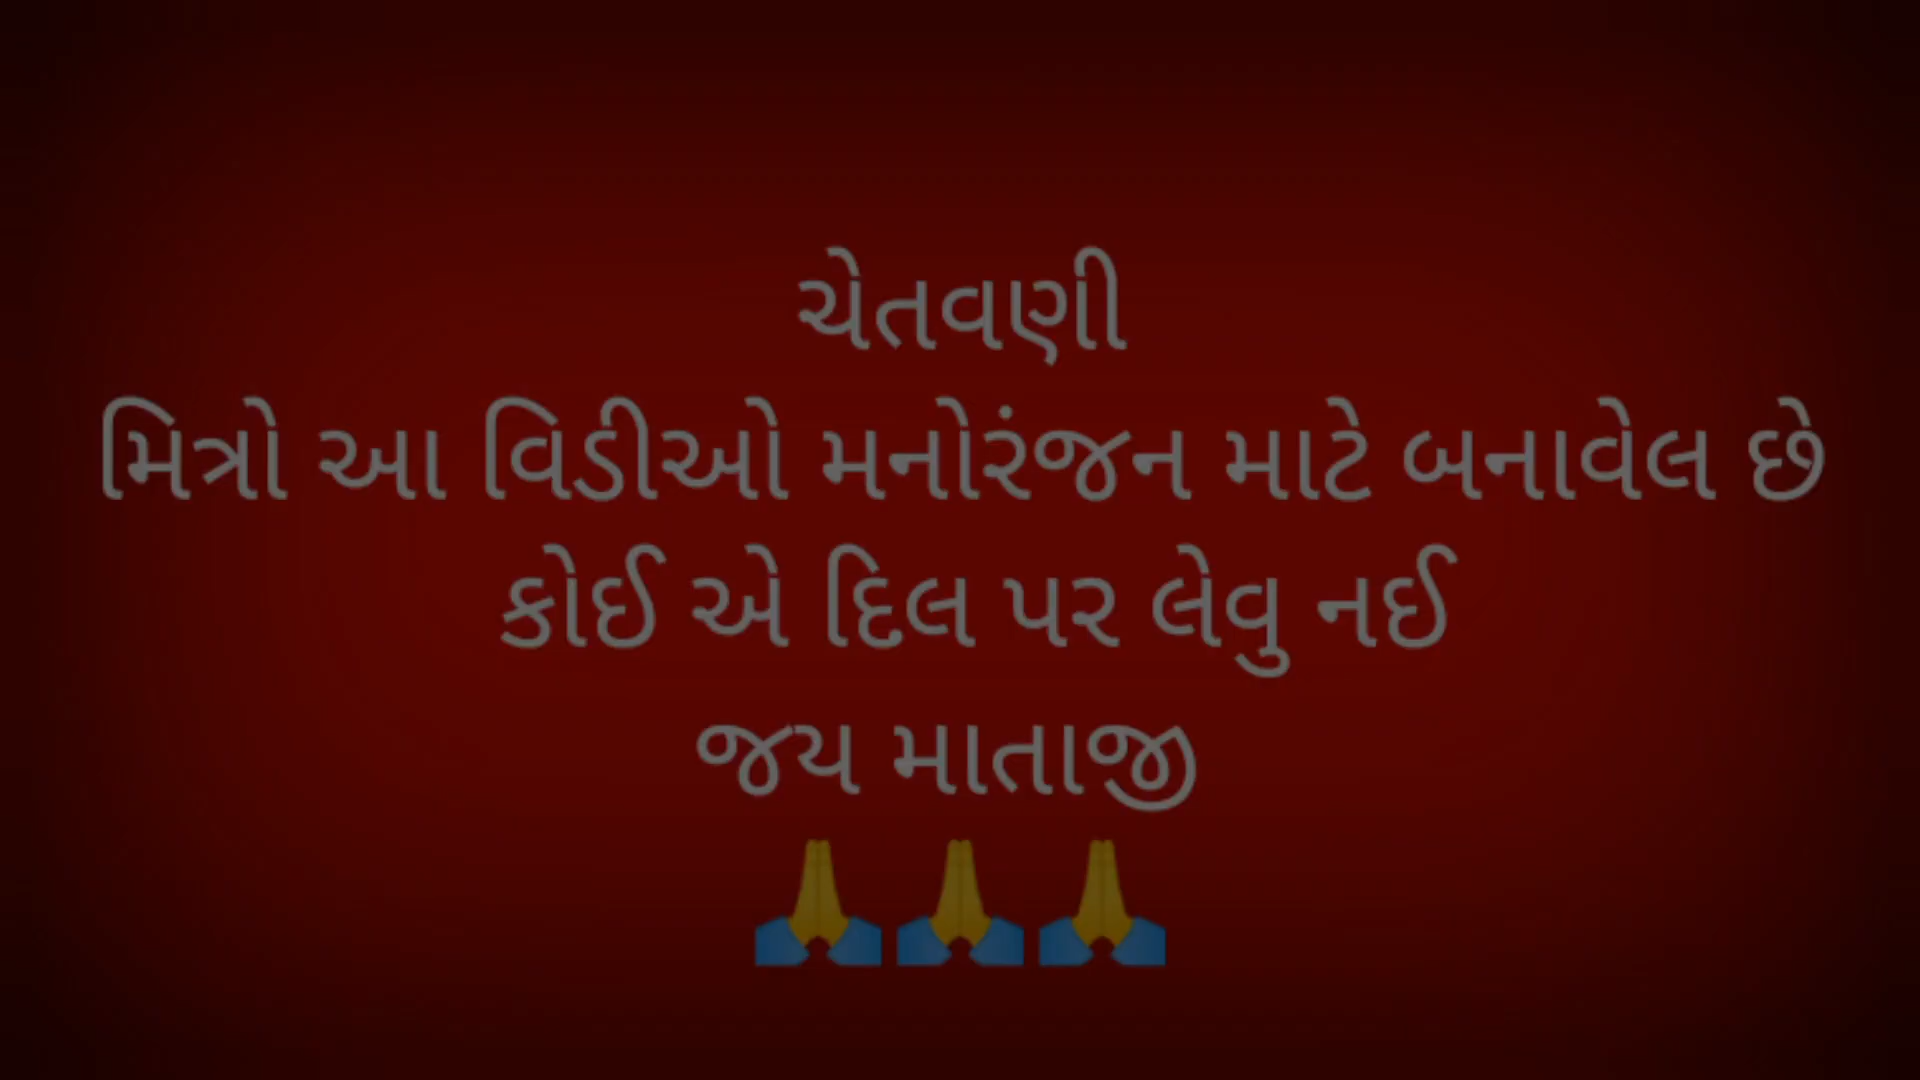 ચેતવણી
મિત્રો આ વિડીઓ મનોરંજન માટે બનાવેલ છે
કોઈ એ દિલ પર લેવુ નઈ
જય માતાજી
🙏🙏🙏